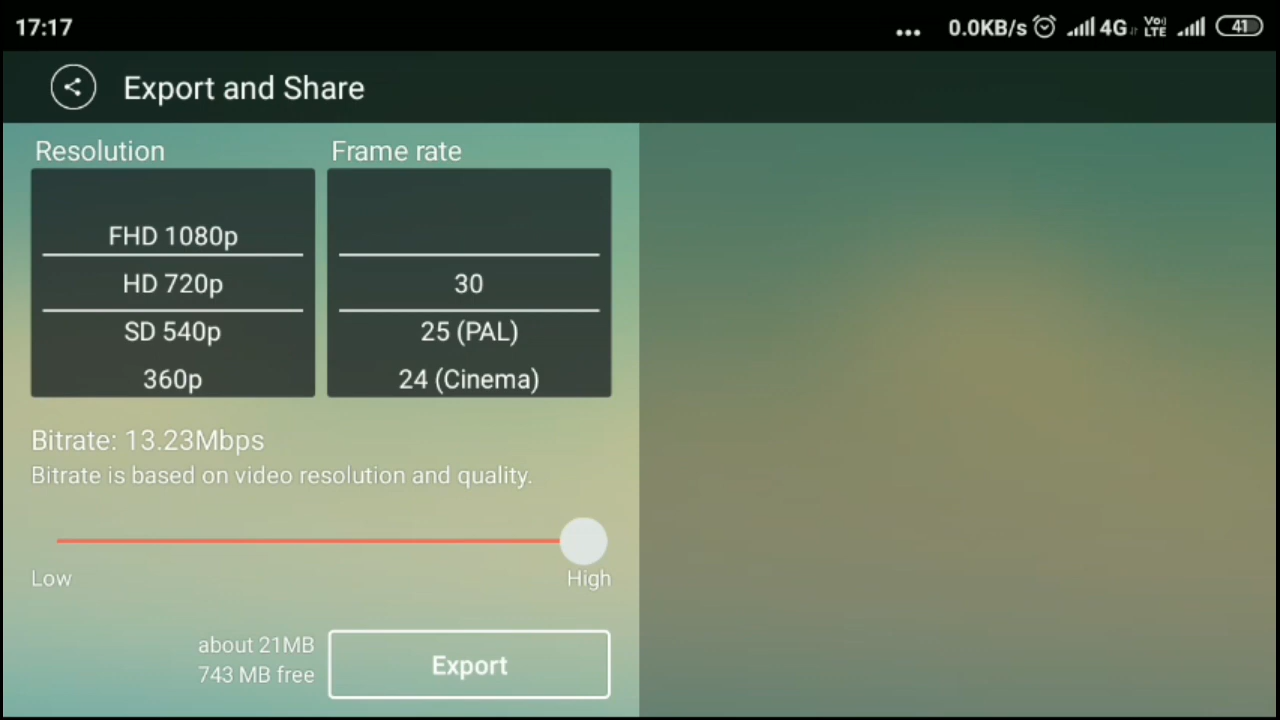 17:17
... 0.0KB/s 4G Vo) LTE 41
Export and Share
Resolution
Frame rate
FHD 1080p
HD 720p
SD 540p
360p
30
25 (PAL)
24 (Cinema)
Bitrate: 13.23Mbps
Bitrate is based on video resolution and quality.
Low
High
about 21MB
743 MB free
Export